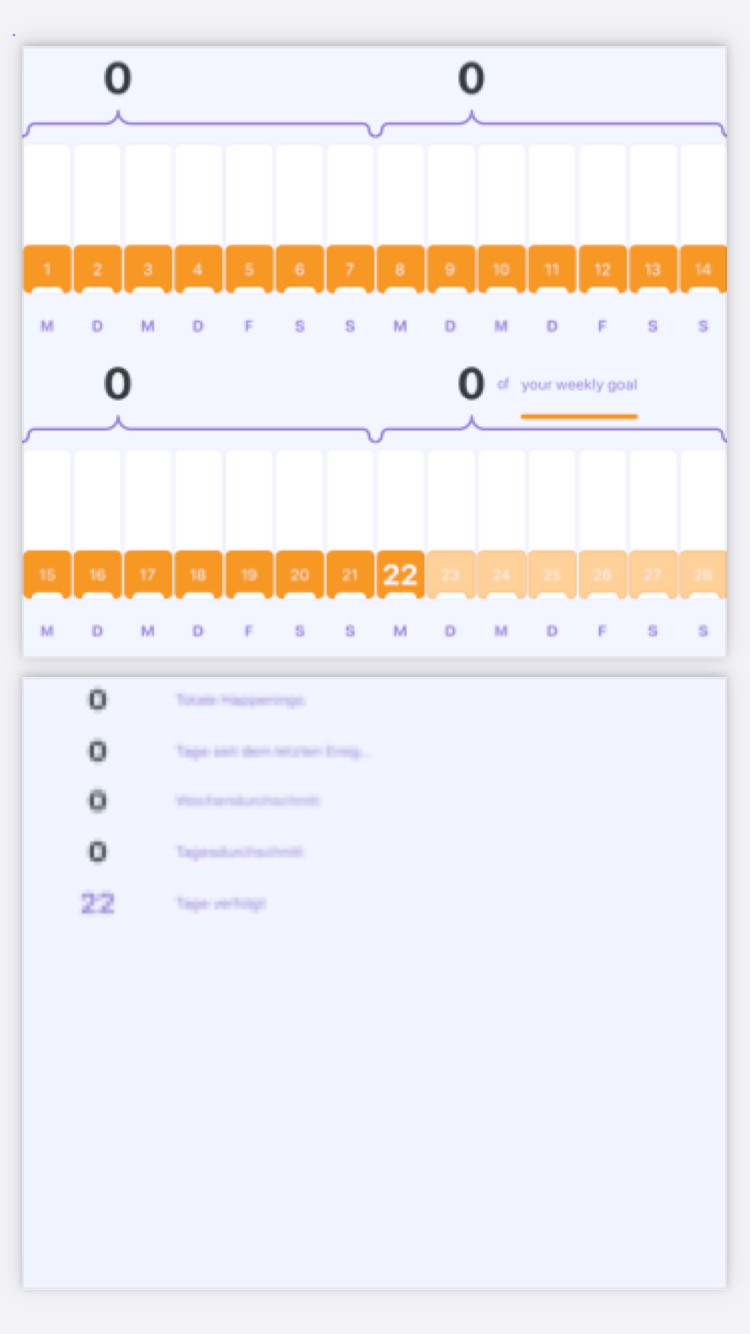 0 0
1 2 3 4 5 6 7 8 9 10 11 12 13 14
M D M D F S S M D M D F S S
0 0 of your weekly goal
15 16 17 18 19 20 21 22 23 24 25 26 27 28
M D M D F S S M D M D F S S
0 Totale Happenings
0 Tage seit dem letzten Ereig...
0 Wochendurchschnitt
0 Tagesdurchschnitt
22 Tage verfolgt